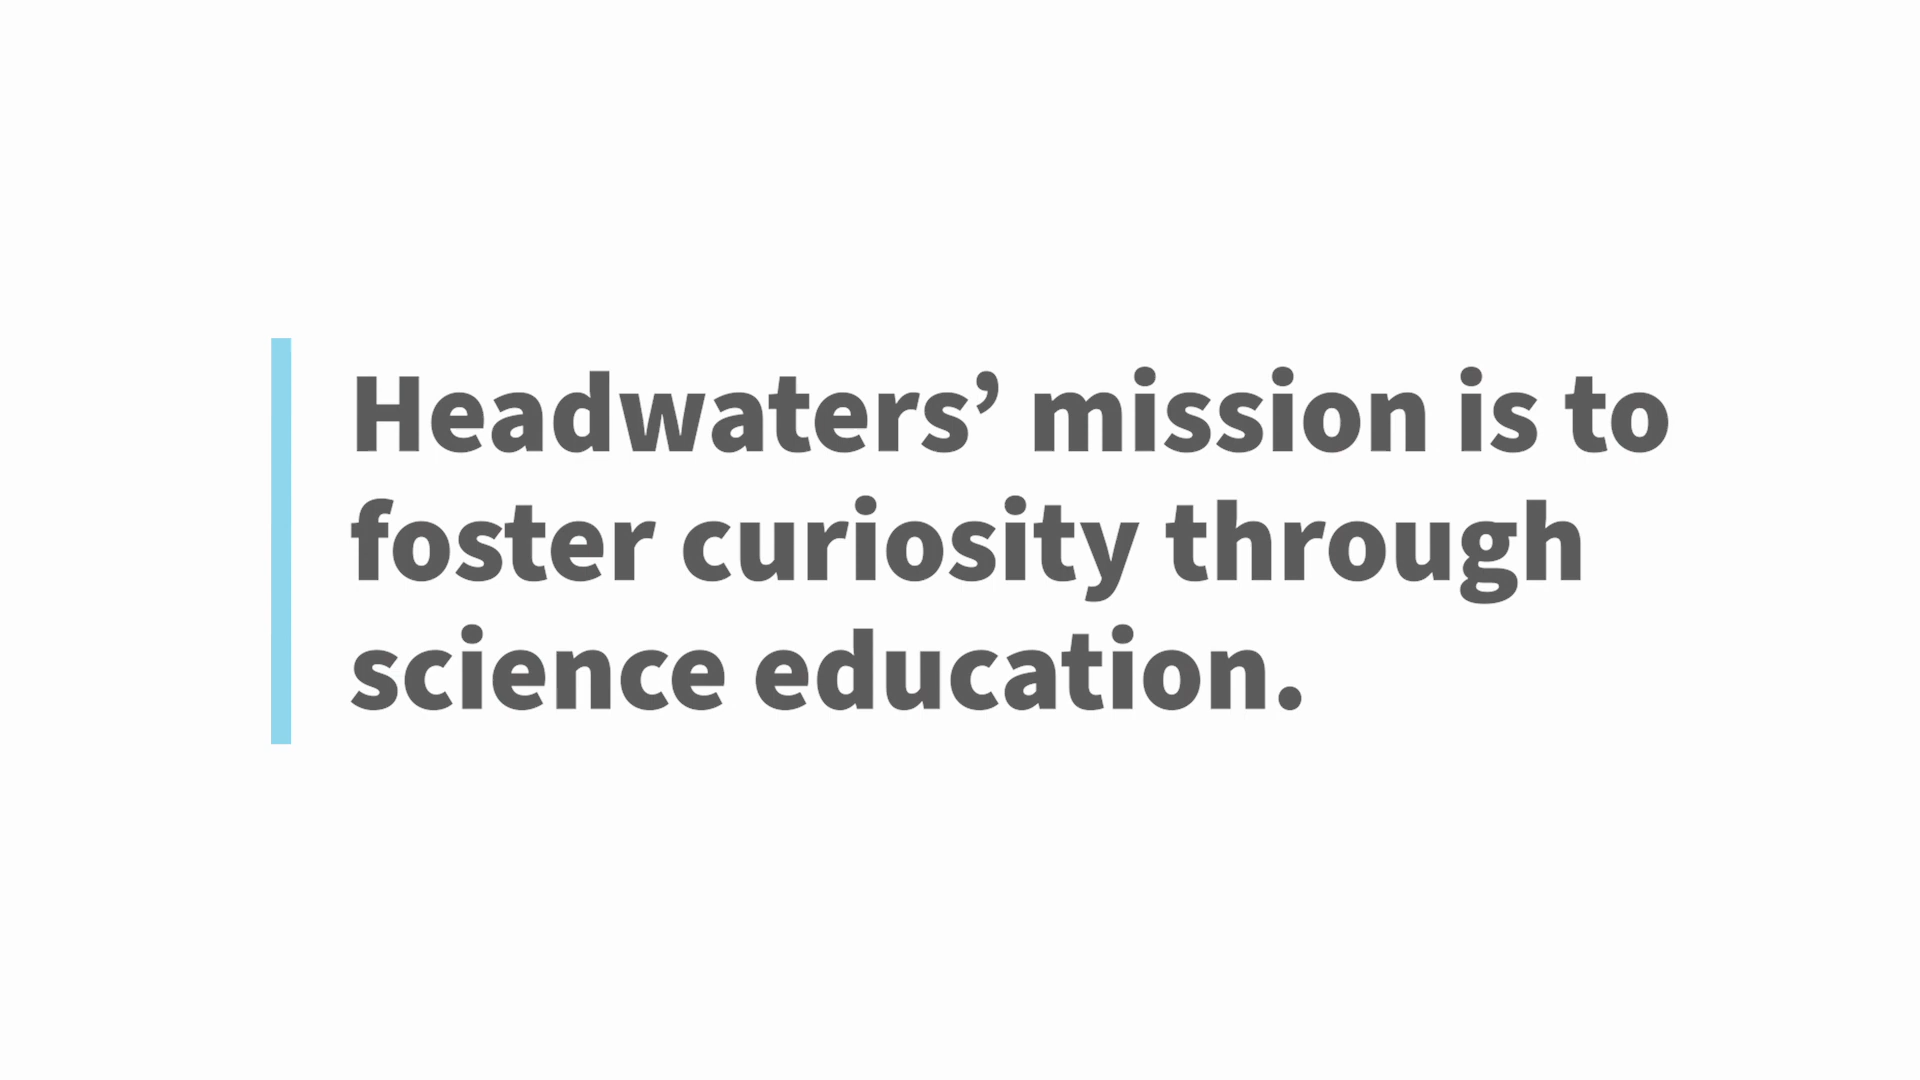 Headwaters’ mission is to
foster curiosity through
science education.